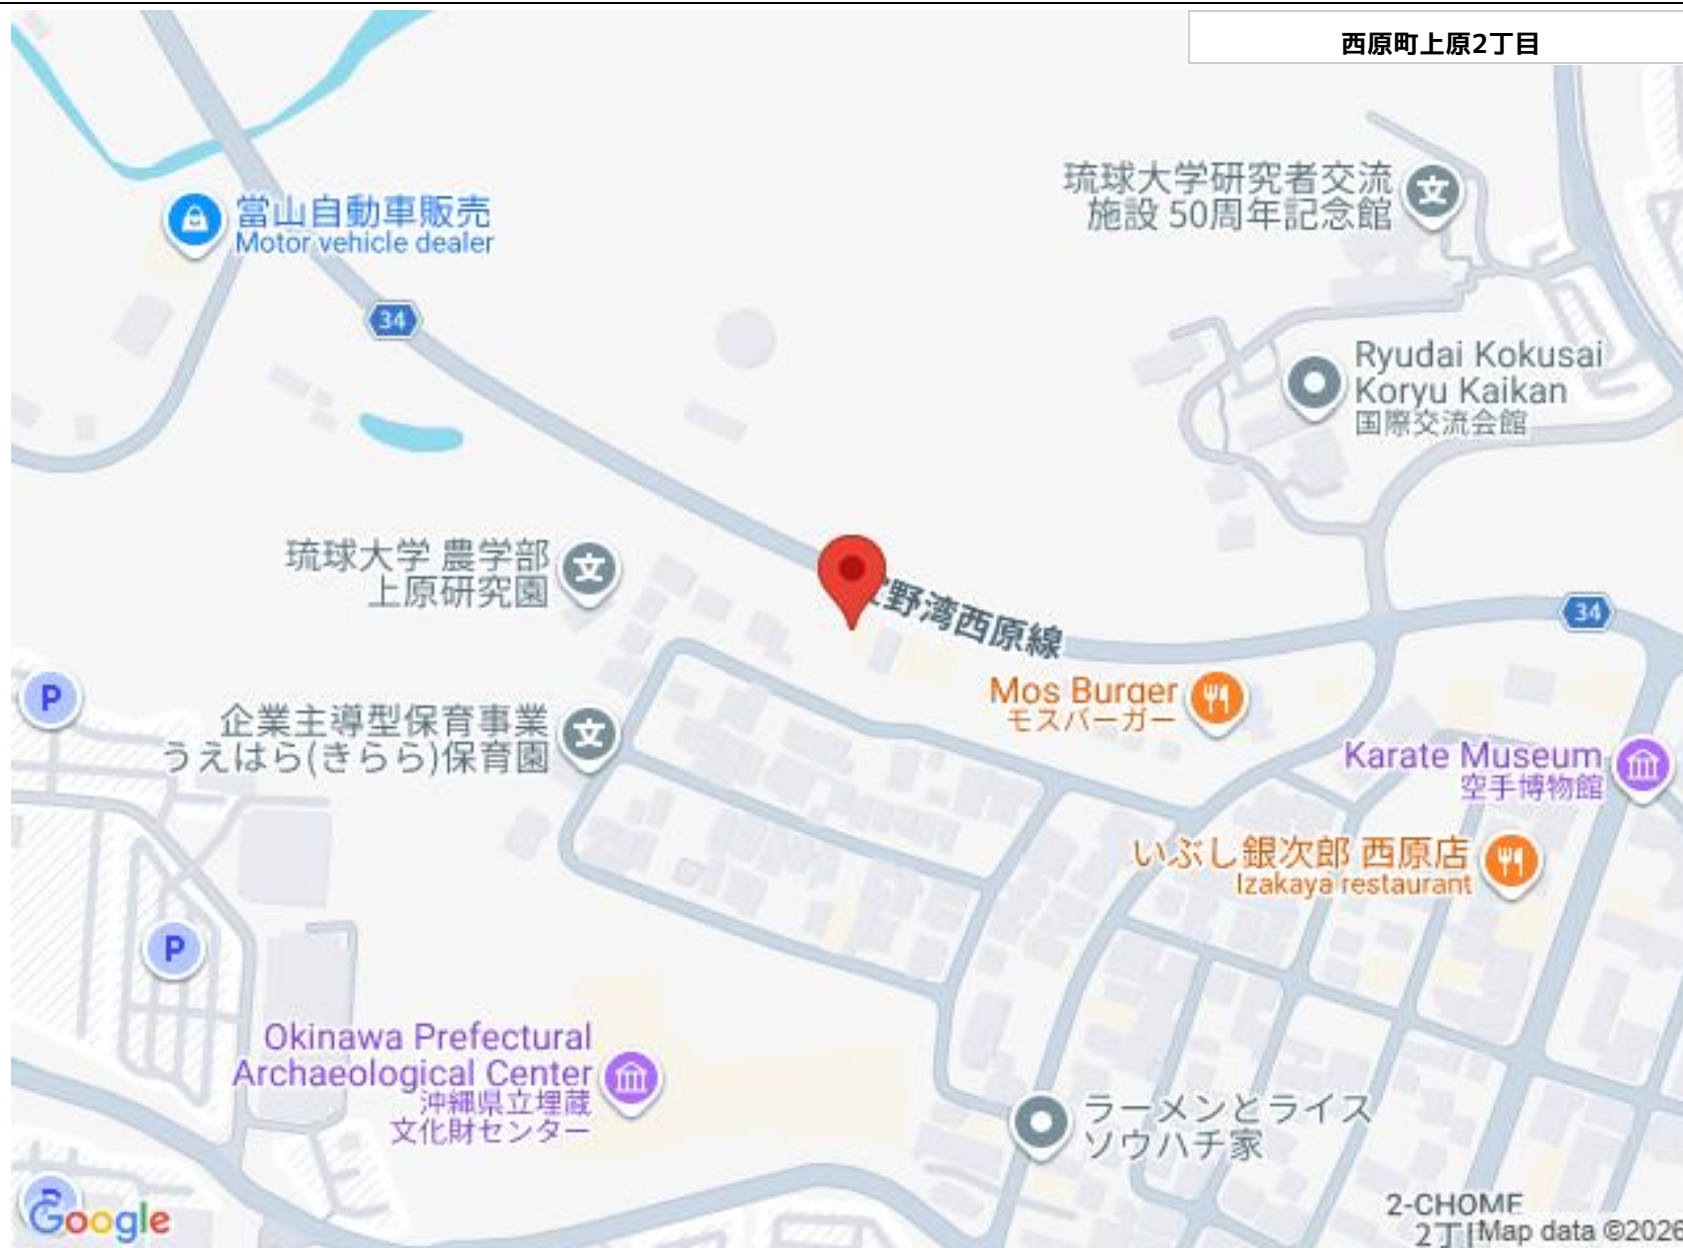 西原町上原2丁目
琉球大学研究者交流
施設 50周年記念館
當山自動車販売
Motor vehicle dealer
34
Ryudai Kokusai
Koryu Kaikan
国際交流会館
琉球大学 農学部
上原研究園
野湾西原線
34
P
Mos Burger
モスバーガー
企業主導型保育事業
うえはら(きらら)保育園
Karate Museum
空手博物館
いぶし銀次郎 西原店
Izakaya restaurant
P
Okinawa Prefectural
Archaeological Center
沖縄県立埋蔵
文化財センター
ラーメンとライス
ソウハチ家
2-CHOME
2丁
Google
Map data ©2026